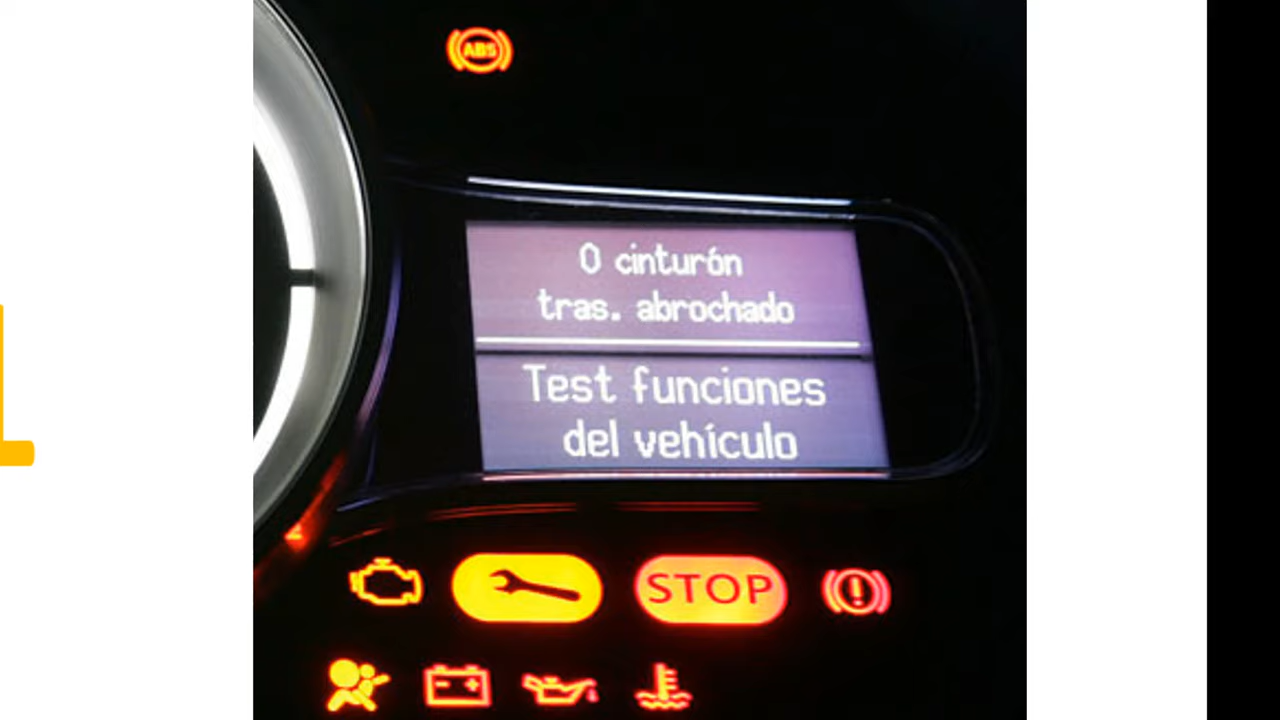 ABS
0 cinturón
tras. abrochado
Test funciones
del vehículo
STOP